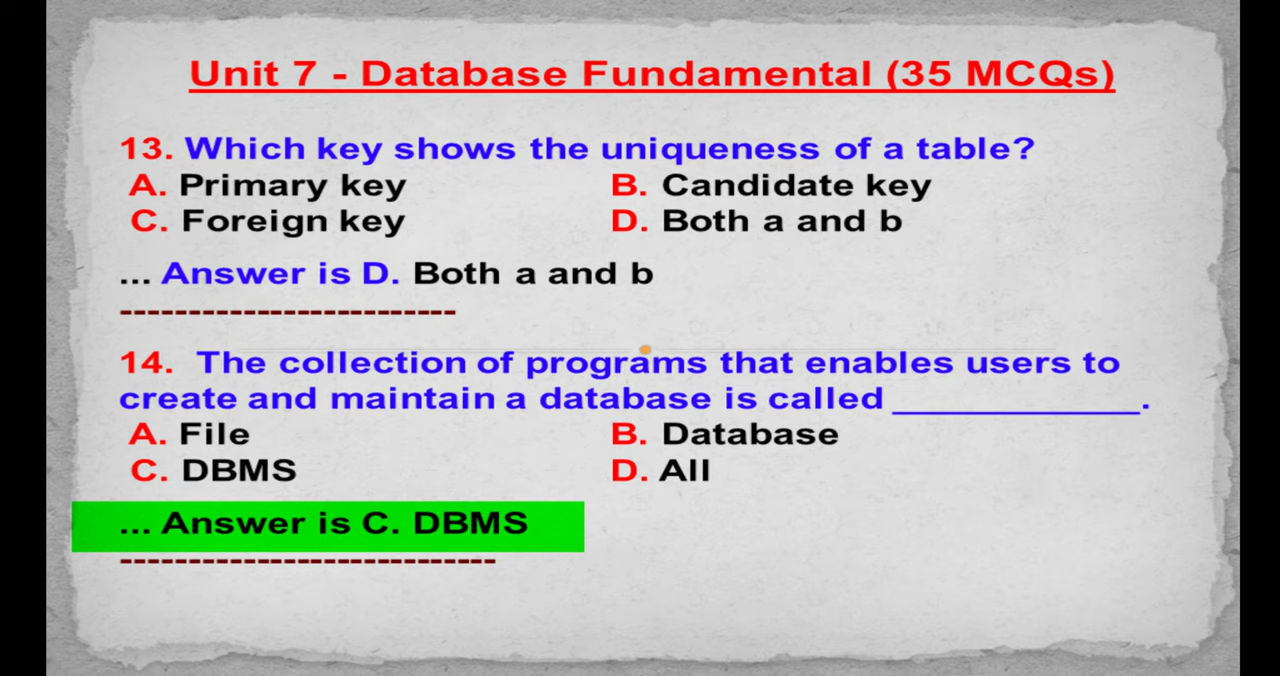 Unit 7 - Database Fundamental (35 MCQs)
13. Which key shows the uniqueness of a table?
A. Primary key B. Candidate key
C. Foreign key D. Both a and b
... Answer is D. Both a and b
-------------------------
14. The collection of programs that enables users to
create and maintain a database is called ______________.
A. File B. Database
C. DBMS D. All
... Answer is C. DBMS
----------------------------